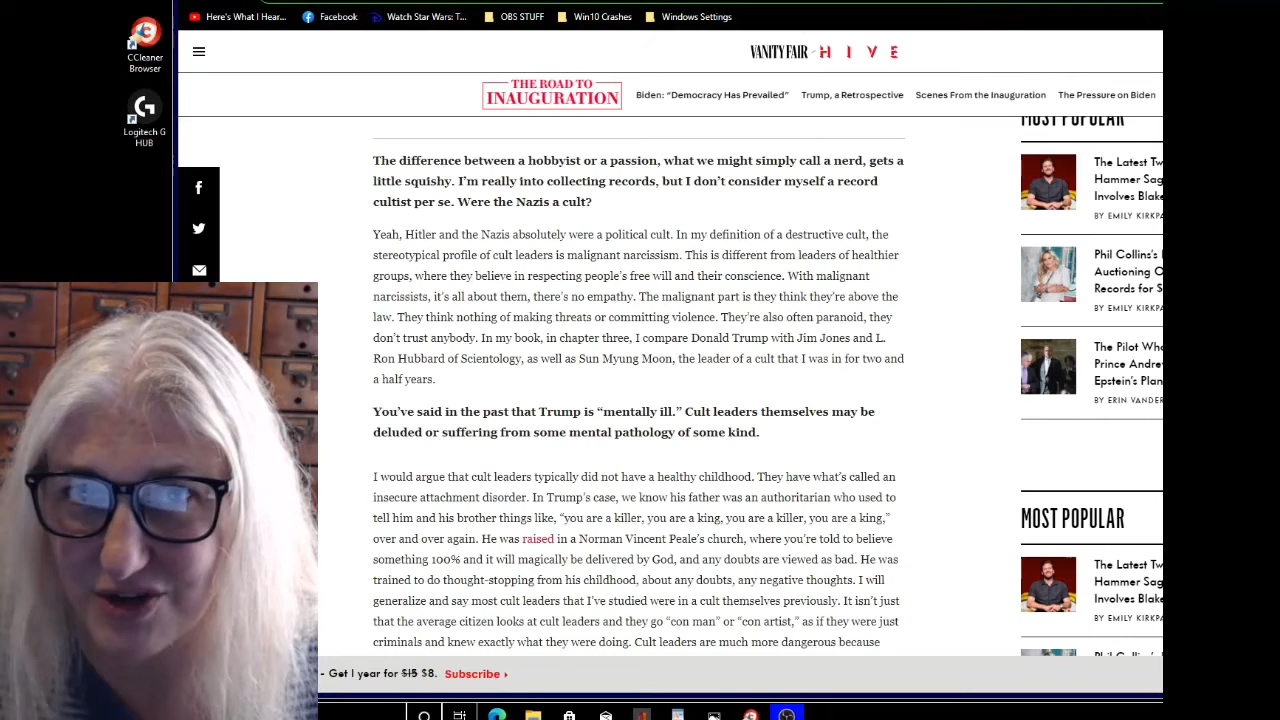 Here's What I Hear...
Facebook
Watch Star Wars: T...
OBS STUFF
Win10 Crashes
Windows Settings
CCleaner
Browser
Logitech G
HUB
VANITY FAIR
HIVE
THE ROAD TO
INAUGURATION
Biden: “Democracy Has Prevailed”
Trump, a Retrospective
Scenes From the Inauguration
The Pressure on Biden
The difference between a hobbyist or a passion, what we might simply call a nerd, gets a
little squishy. I’m really into collecting records, but I don’t consider myself a record
cultist per se. Were the Nazis a cult?
Yeah, Hitler and the Nazis absolutely were a political cult. In my definition of a destructive cult, the
stereotypical profile of cult leaders is malignant narcissism. This is different from leaders of healthier
groups, where they believe in respecting people’s free will and their conscience. With malignant
narcissists, it’s all about them, there’s no empathy. The malignant part is they think they’re above the
law. They think nothing of making threats or committing violence. They’re also often paranoid, they
don’t trust anybody. In my book, in chapter three, I compare Donald Trump with Jim Jones and L.
Ron Hubbard of Scientology, as well as Sun Myung Moon, the leader of a cult that I was in for two and
a half years.
You’ve said in the past that Trump is “mentally ill.” Cult leaders themselves may be
deluded or suffering from some mental pathology of some kind.
I would argue that cult leaders typically did not have a healthy childhood. They have what’s called an
insecure attachment disorder. In Trump’s case, we know his father was an authoritarian who used to
tell him and his brother things like, “you are a killer, you are a king, you are a killer, you are a king,”
over and over again. He was raised in a Norman Vincent Peale’s church, where you’re told to believe
something 100% and it will magically be delivered by God, and any doubts are viewed as bad. He was
trained to do thought-stopping from his childhood, about any doubts, any negative thoughts. I will
generalize and say most cult leaders that I’ve studied were in a cult themselves previously. It isn’t just
that the average citizen looks at cult leaders and they go “con man” or “con artist,” as if they were just
criminals and knew exactly what they were doing. Cult leaders are much more dangerous because
MOST POPULAR
The Latest Tw
Hammer Sag
Involves Blake
BY EMILY KIRKPA
Phil Collins’s
Auctioning O
Records for $
BY EMILY KIRKPA
The Pilot Who
Prince Andre
Epstein’s Plan
BY ERIN VANDER
MOST POPULAR
The Latest Tw
Hammer Sag
Involves Blake
BY EMILY KIRKPA
- Get 1 year for $15 $8. Subscribe ›